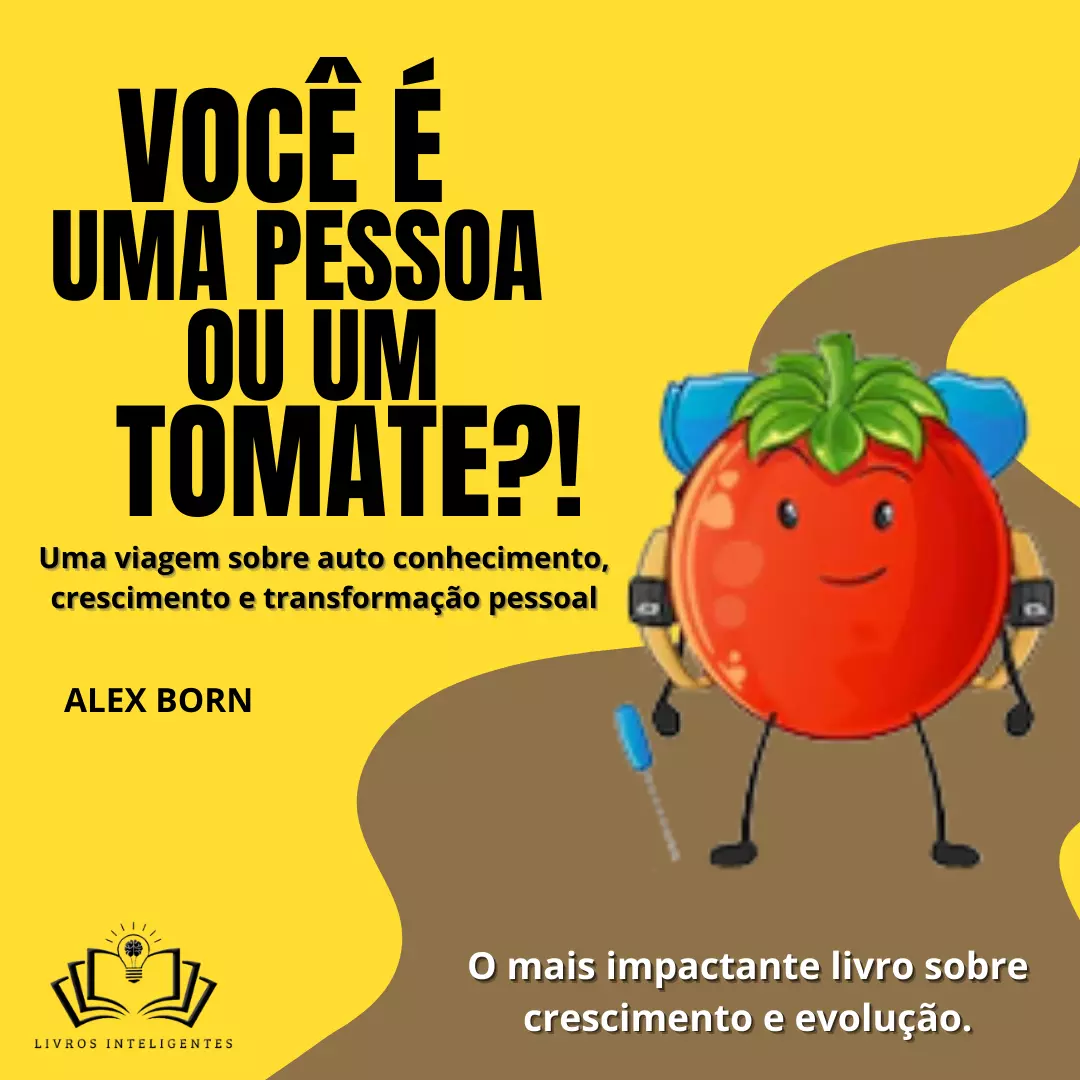 VOCÊ É
UMA PESSOA
OU UM
TOMATE?!
Uma viagem sobre auto conhecimento,
crescimento e transformação pessoal
ALEX BORN
LIVROS INTELIGENTES
O mais impactante livro sobre
crescimento e evolução.